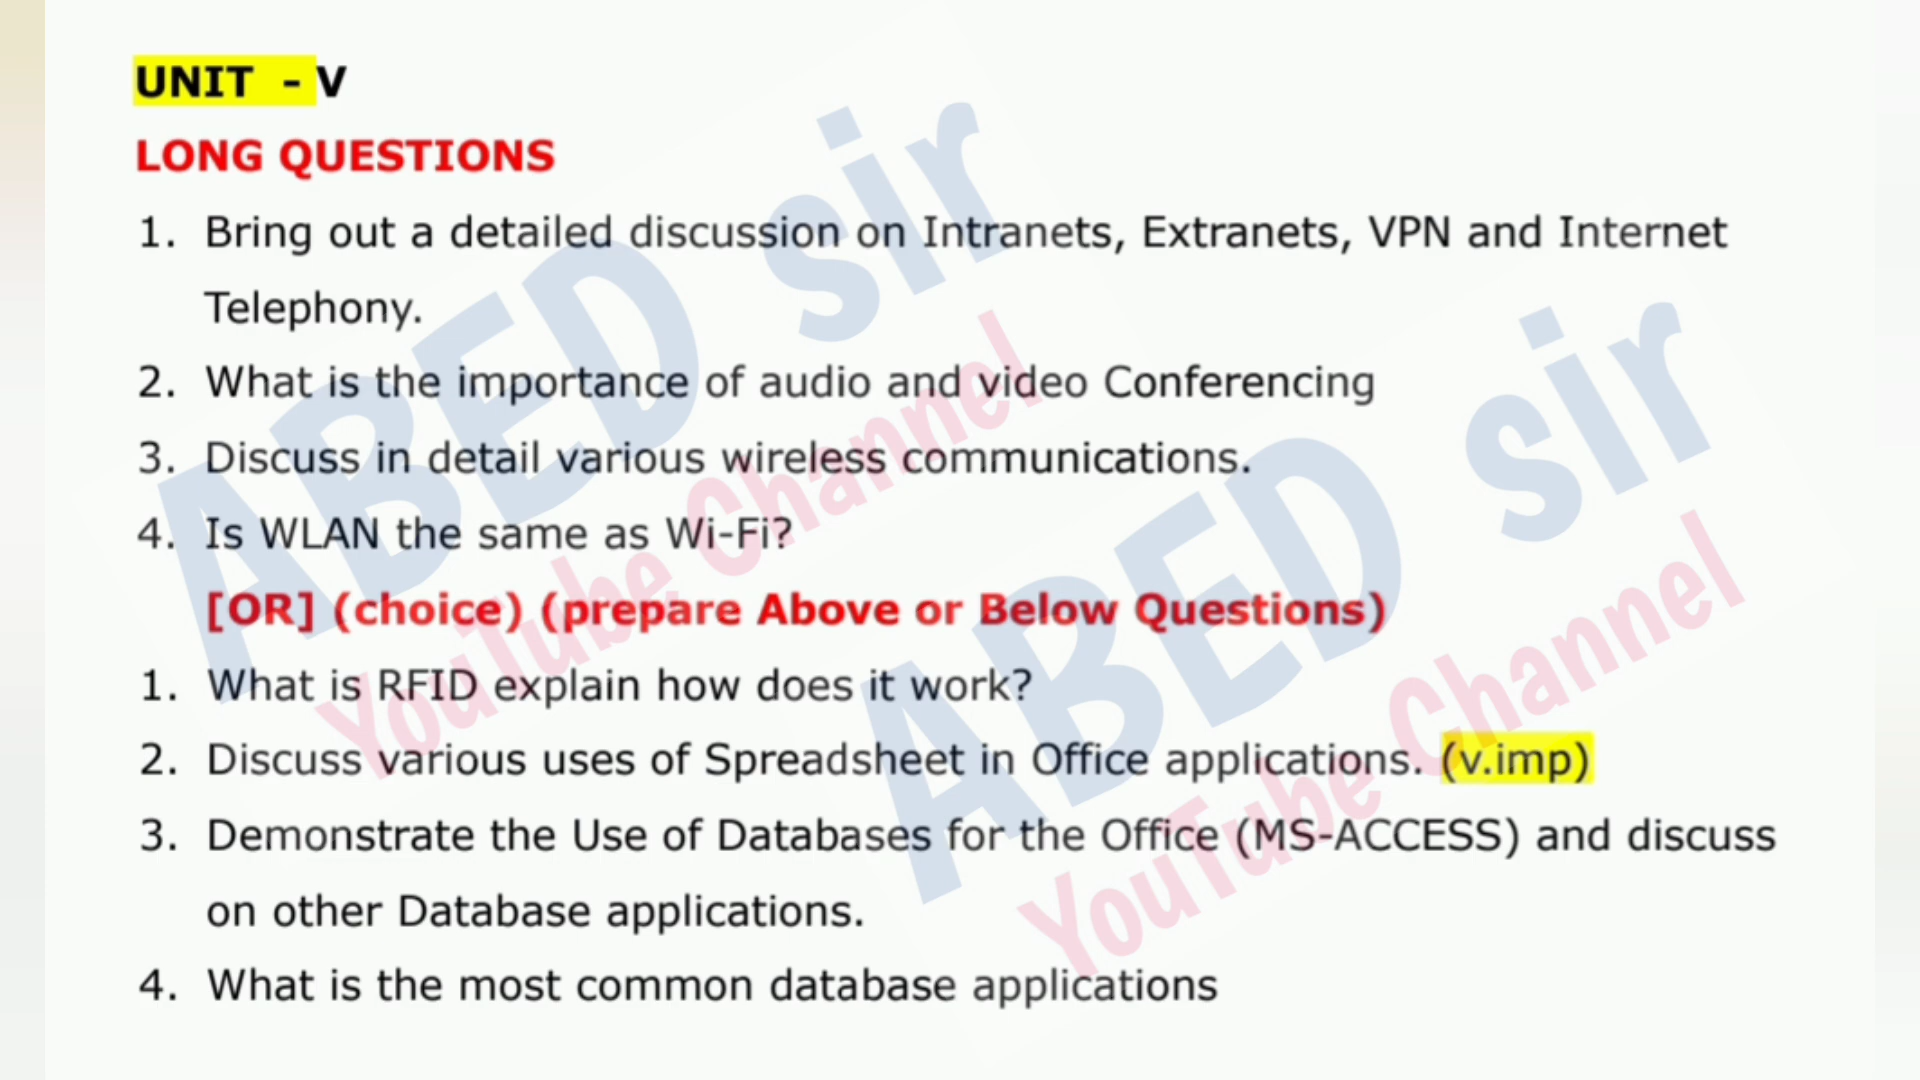 UNIT - V
LONG QUESTIONS
1. Bring out a detailed discussion on Intranets, Extranets, VPN and Internet
Telephony.
2. What is the importance of audio and video Conferencing
3. Discuss in detail various wireless communications.
4. Is WLAN the same as Wi-Fi?
[OR] (choice) (prepare Above or Below Questions)
1. What is RFID explain how does it work?
2. Discuss various uses of Spreadsheet in Office applications. (v.imp)
3. Demonstrate the Use of Databases for the Office (MS-ACCESS) and discuss
on other Database applications.
4. What is the most common database applications
ABED sir
YouTube Channel
ABED sir
YouTube Channel